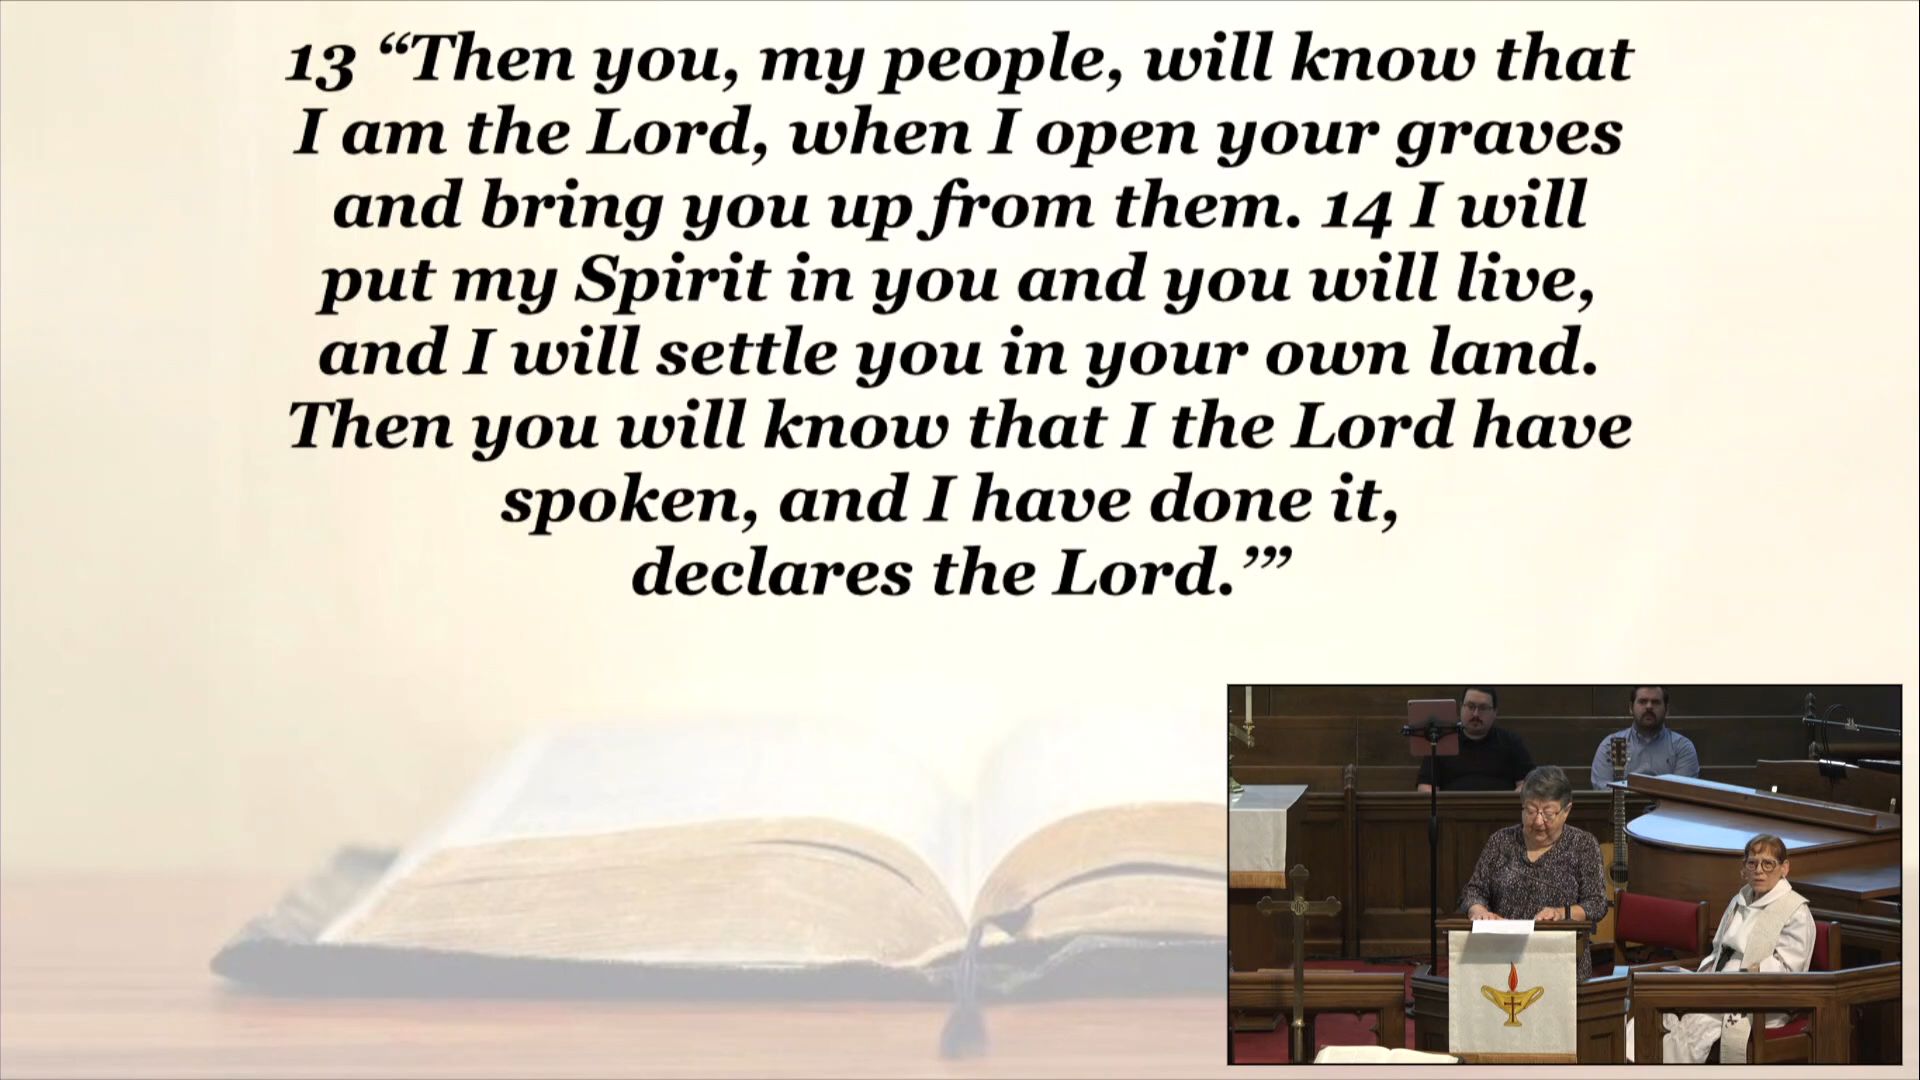 13 “Then you, my people, will know that
I am the Lord, when I open your graves
and bring you up from them. 14 I will
put my Spirit in you and you will live,
and I will settle you in your own land.
Then you will know that I the Lord have
spoken, and I have done it,
declares the Lord.’”